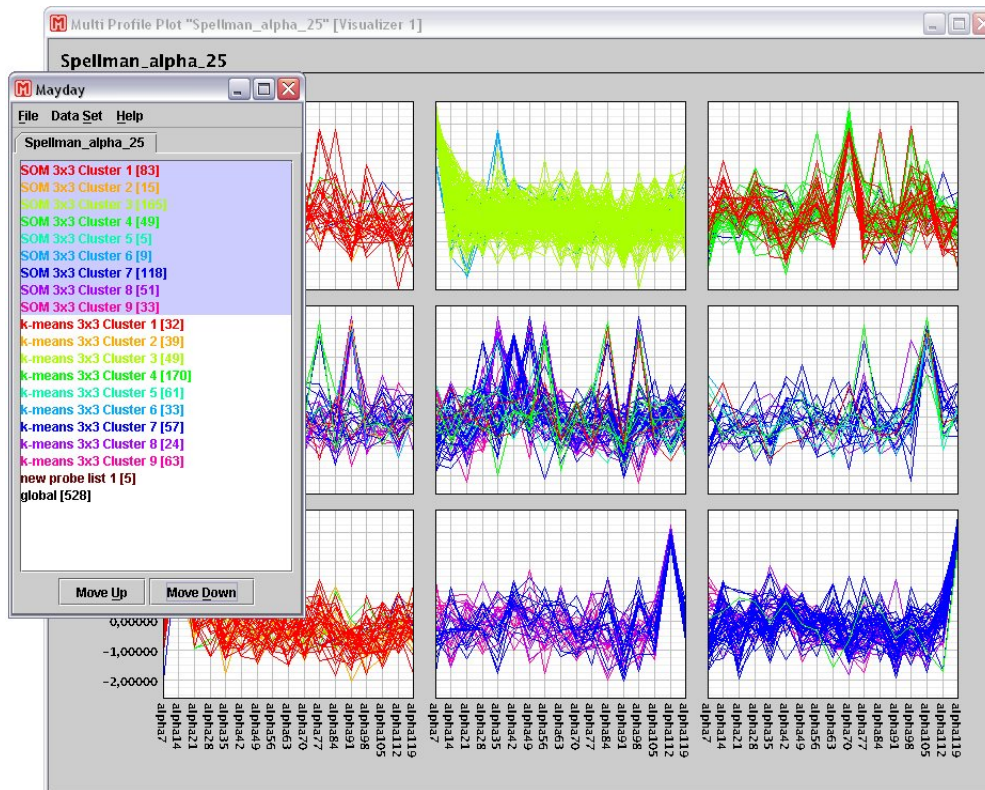 Multi Profile Plot "Spellman_alpha_25" [Visualizer 1]
Spellman_alpha_25
Mayday
File Data Set Help
Spellman_alpha_25
SOM 3x3 Cluster 1 [83]
SOM 3x3 Cluster 2 [15]
SOM 3x3 Cluster 3 [165]
SOM 3x3 Cluster 4 [49]
SOM 3x3 Cluster 5 [5]
SOM 3x3 Cluster 6 [9]
SOM 3x3 Cluster 7 [118]
SOM 3x3 Cluster 8 [51]
SOM 3x3 Cluster 9 [33]
k-means 3x3 Cluster 1 [32]
k-means 3x3 Cluster 2 [39]
k-means 3x3 Cluster 3 [49]
k-means 3x3 Cluster 4 [170]
k-means 3x3 Cluster 5 [61]
k-means 3x3 Cluster 6 [33]
k-means 3x3 Cluster 7 [57]
k-means 3x3 Cluster 8 [24]
k-means 3x3 Cluster 9 [63]
new probe list 1 [5]
global [528]
Move Up Move Down
0,00000
-1,00000
-2,00000
alpha7 alpha14 alpha21 alpha28 alpha35 alpha42 alpha49 alpha56 alpha63 alpha70 alpha77 alpha84 alpha91 alpha98 alpha105 alpha112 alpha119
alpha7 alpha14 alpha21 alpha28 alpha35 alpha42 alpha49 alpha56 alpha63 alpha70 alpha77 alpha84 alpha91 alpha98 alpha105 alpha112 alpha119
alpha7 alpha14 alpha21 alpha28 alpha35 alpha42 alpha49 alpha56 alpha63 alpha70 alpha77 alpha84 alpha91 alpha98 alpha105 alpha112 alpha119